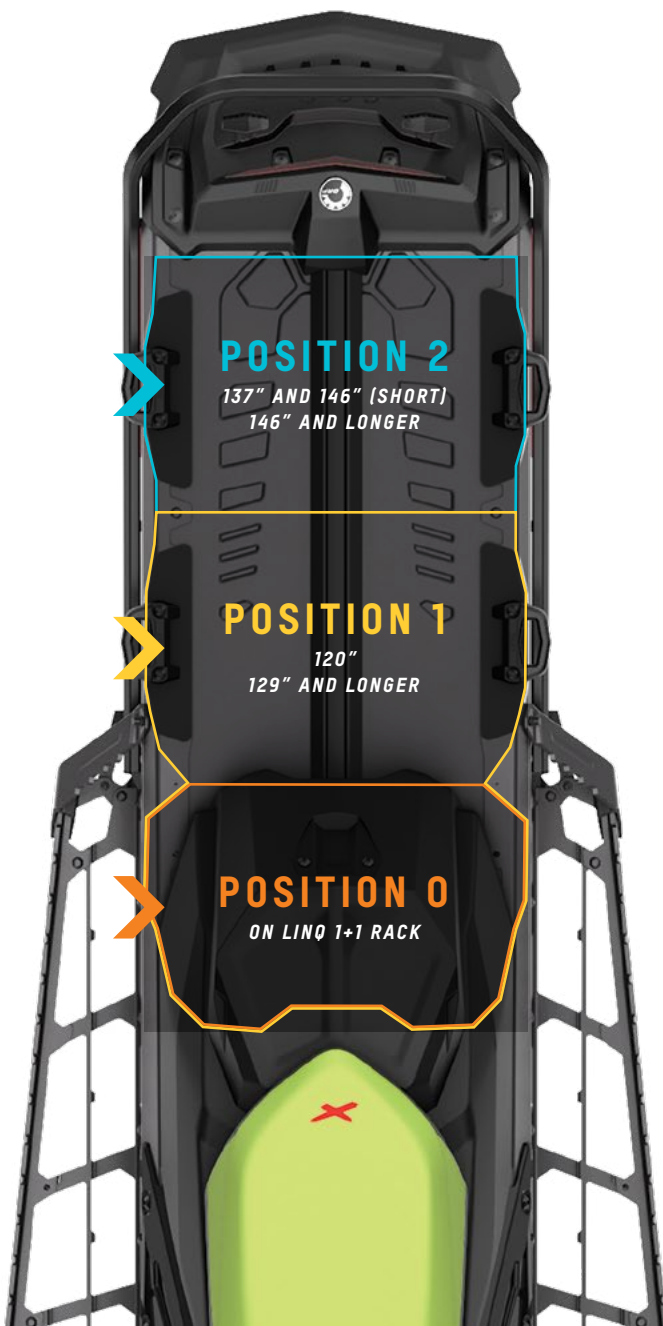 POSITION 2
137" AND 146" (SHORT)
146" AND LONGER
POSITION 1
120"
129" AND LONGER
POSITION 0
ON LINQ 1+1 RACK